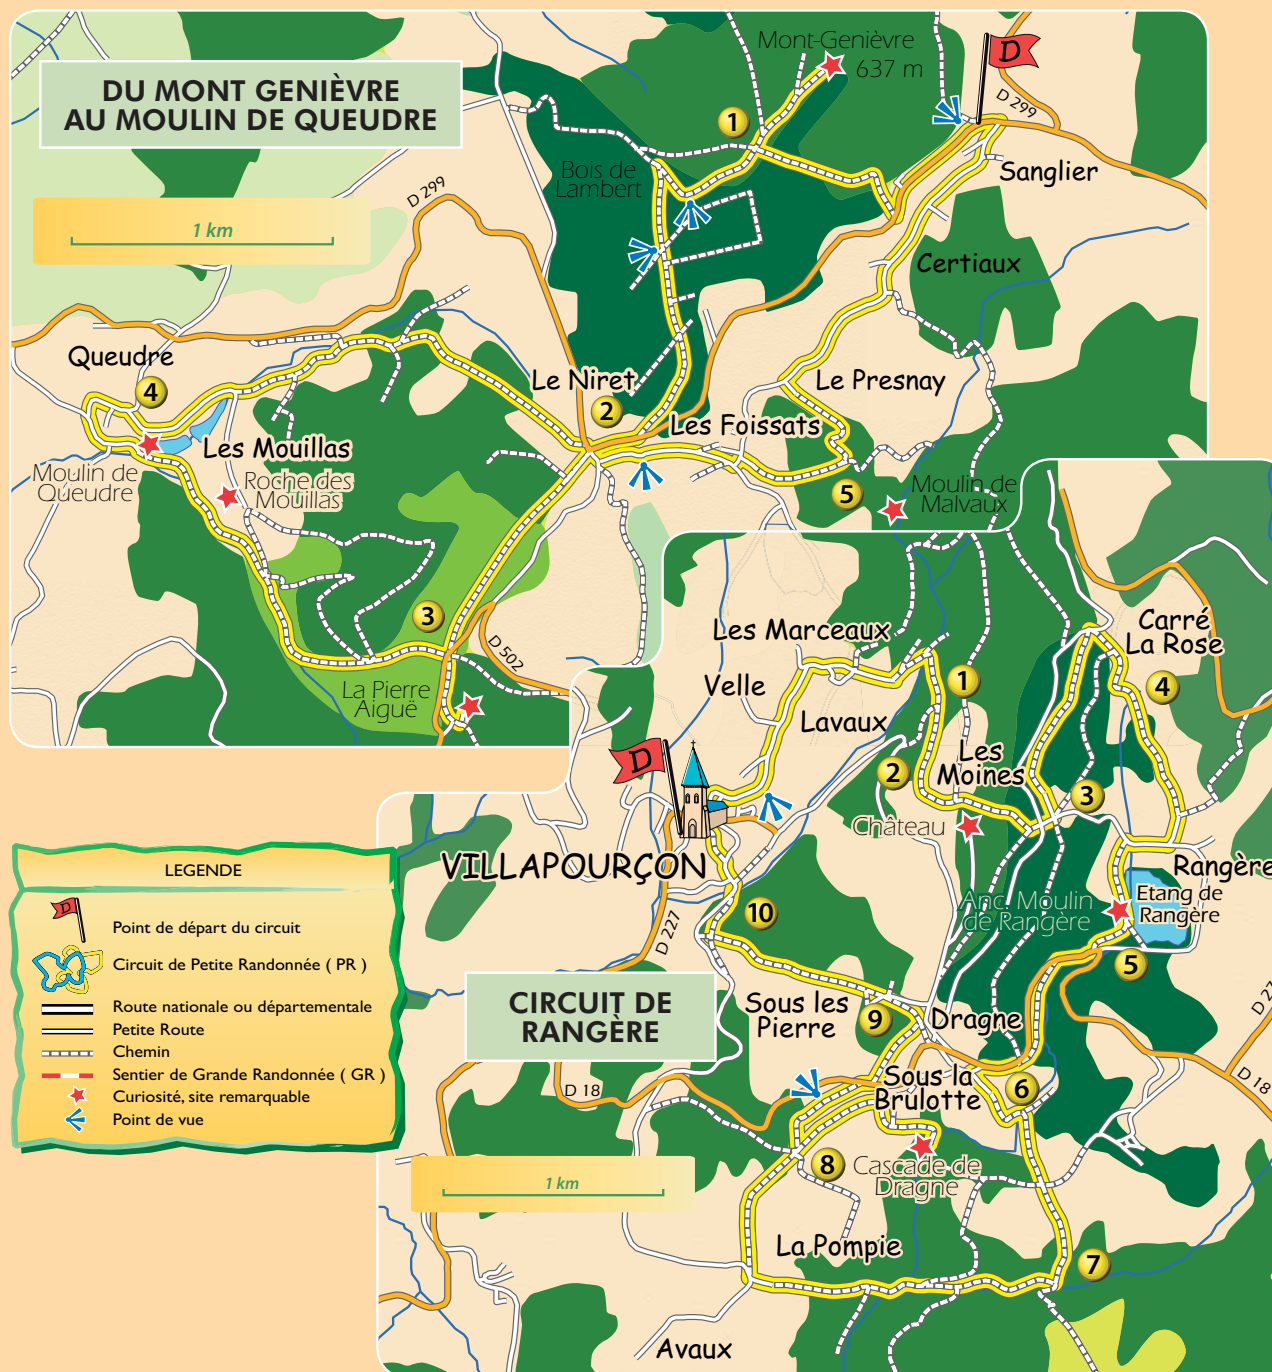 DU MONT GENIÈVRE
AU MOULIN DE QUEUDRE
1 km
Mont-Genièvre
637 m
D
D 299
1
Sanglier
Bois de
Lambert
D 299
Certiaux
Queudre
4
Le Niret
2
Le Presnay
Les Foissats
Les Mouillas
Moulin de
Queudre
Roche des
Mouillas
5
Moulin de
Malvaux
3
D 502
La Pierre
Aiguë
Les Marceaux
Carré
La Rose
Velle
1
4
Lavaux
D
2
Les
Moines
3
Château
VILLAPOURÇON
Rangère
Anc. Moulin
de Rangère
Etang de
Rangère
10
D 227
5
CIRCUIT DE
RANGÈRE
Sous les
Pierre
9
Dragne
D 27
D 18
D 18
Sous la
Brûlotte
6
8
Cascade de
Dragne
1 km
La Pompie
7
Avaux
LEGENDE
D
Point de départ du circuit
Circuit de Petite Randonnée ( PR )
Route nationale ou départementale
Petite Route
Chemin
Sentier de Grande Randonnée ( GR )
Curiosité, site remarquable
Point de vue